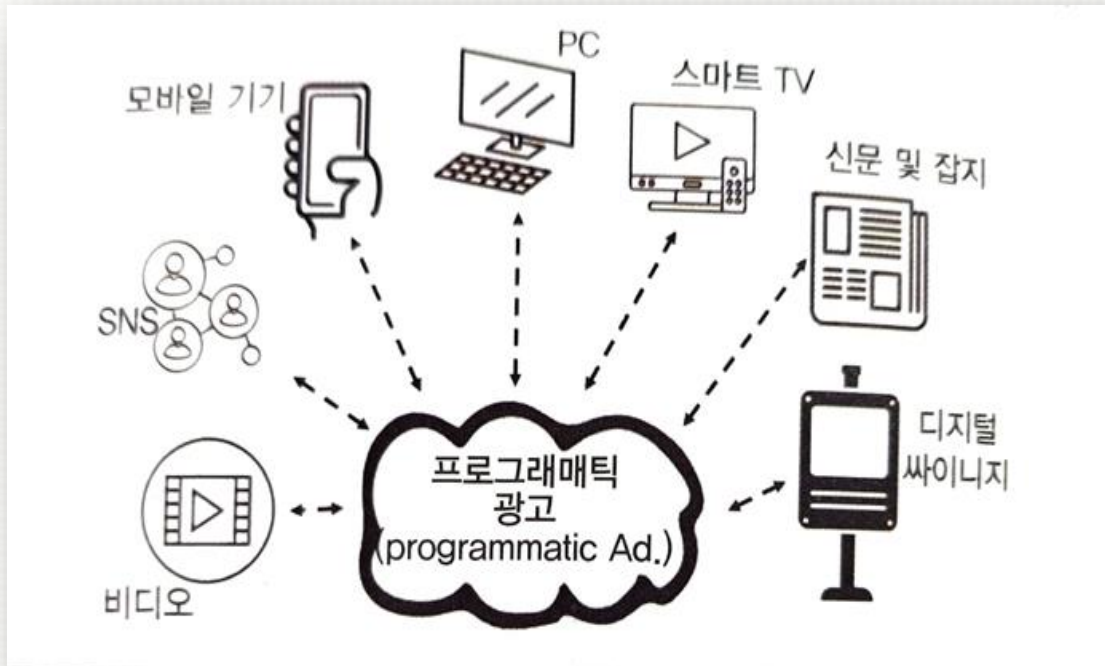 PC
스마트 TV
모바일 기기
신문 및 잡지
SNS
디지털
싸이니지
프로그래매틱
광고
(programmatic Ad.)
비디오